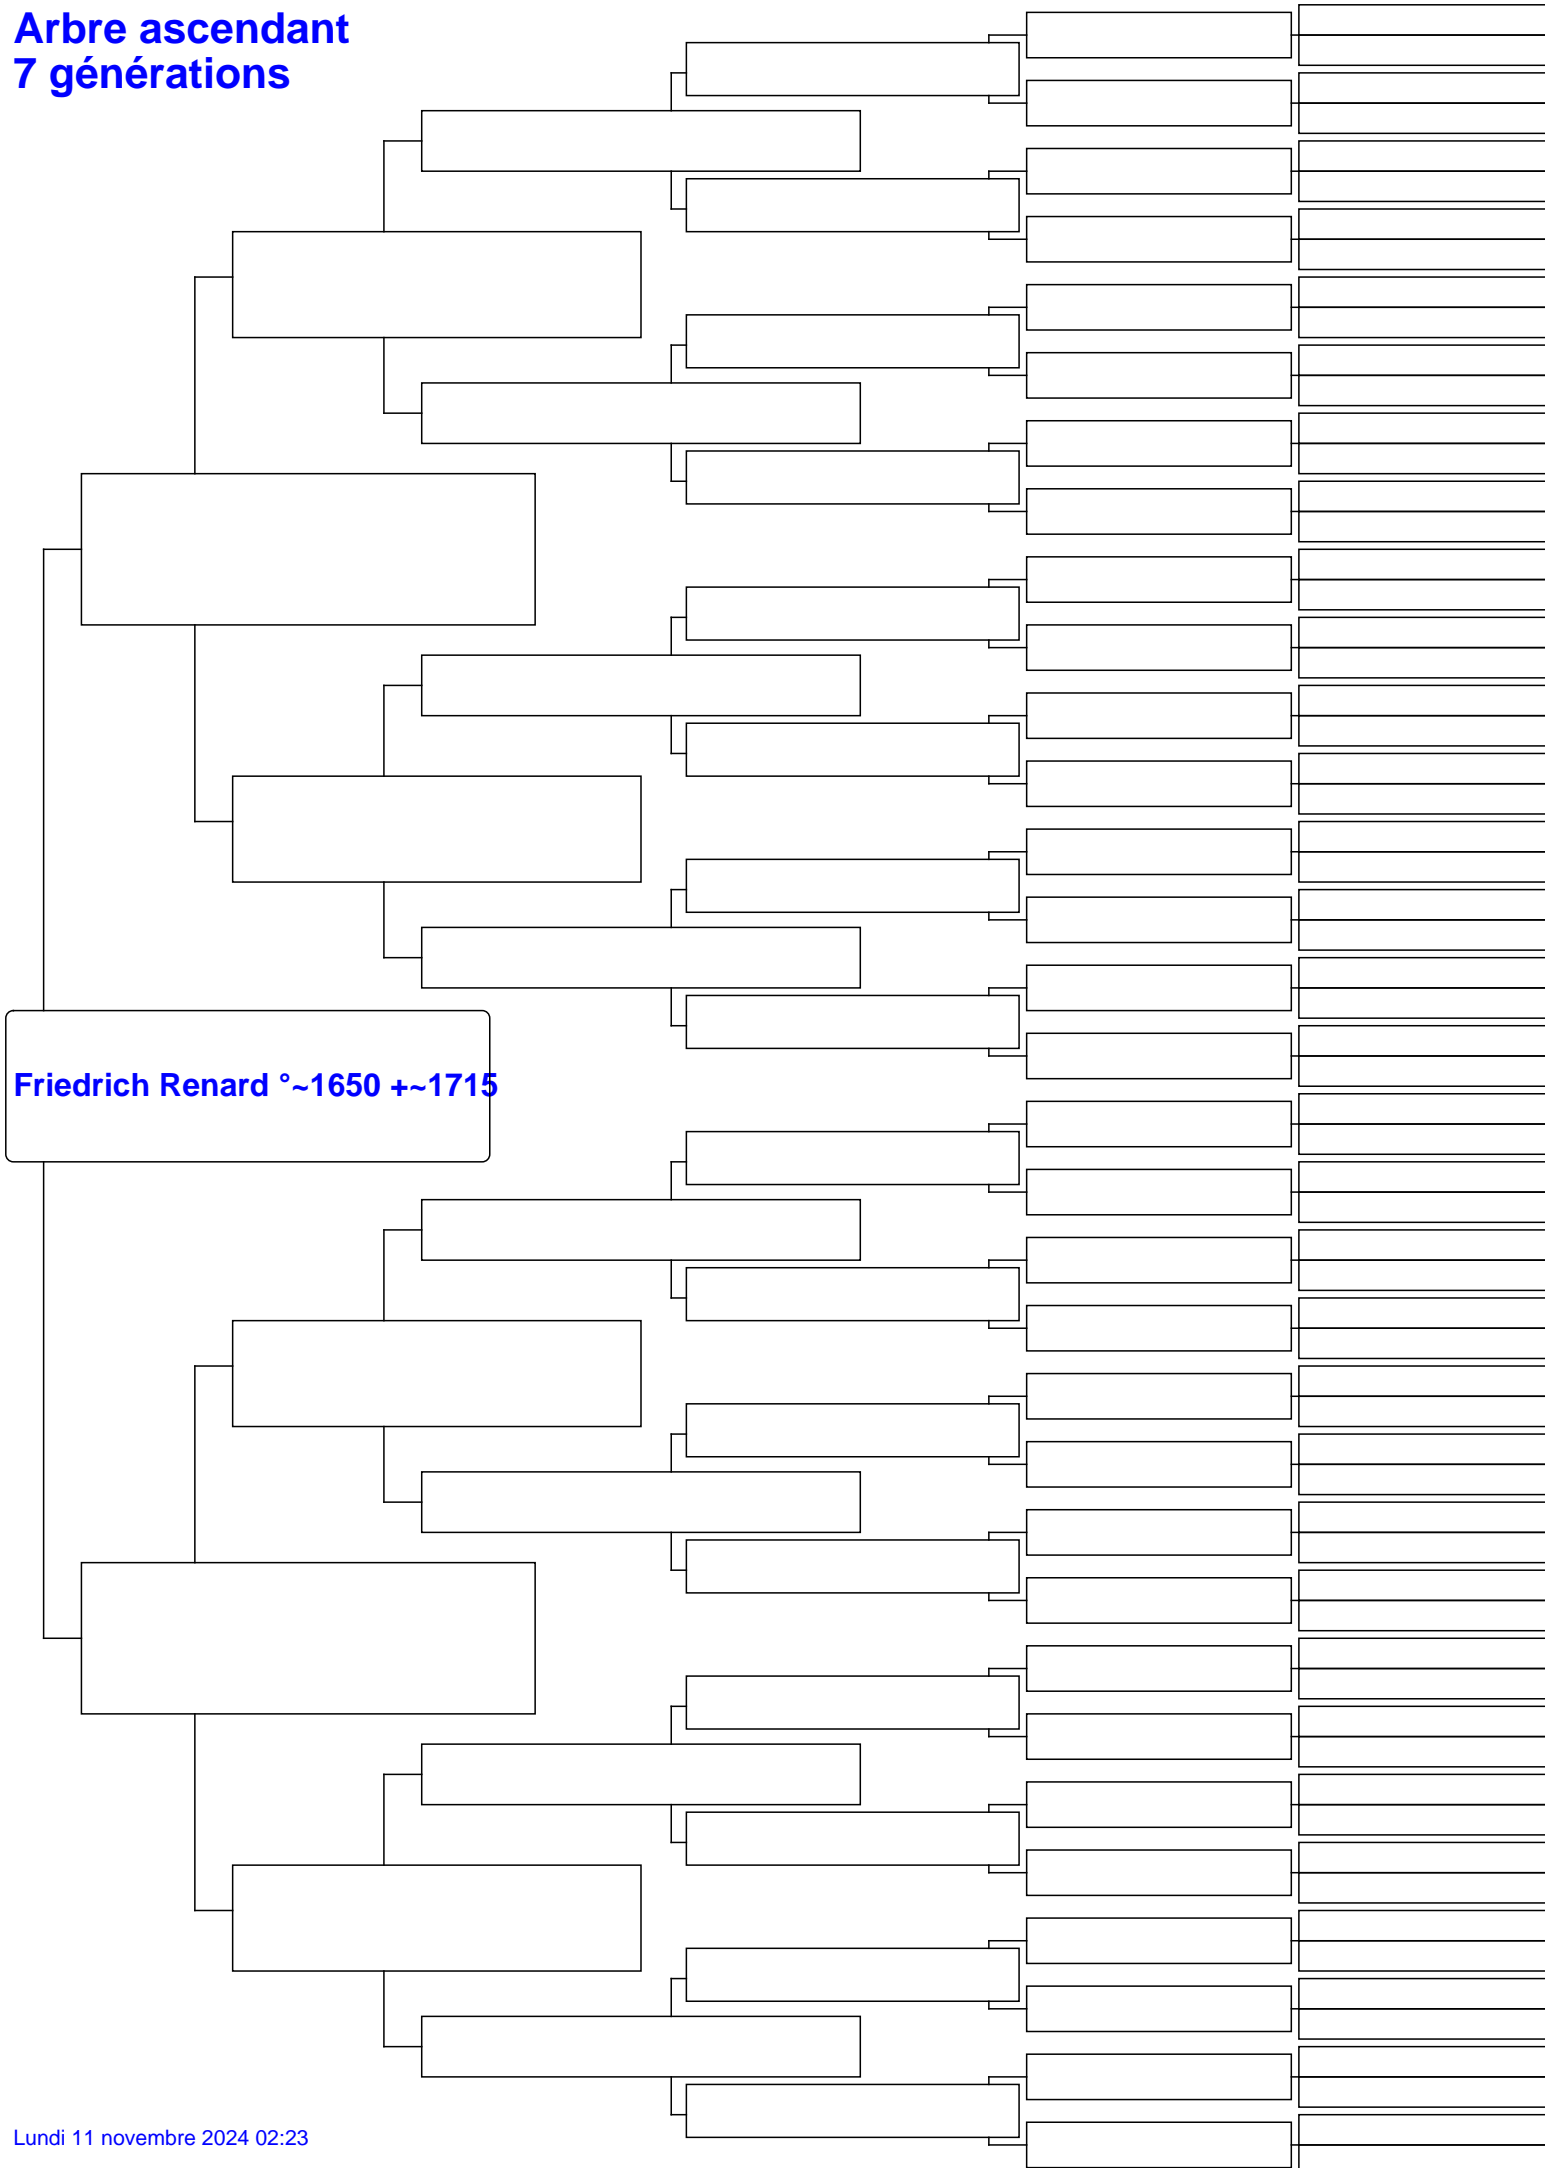 Arbre ascendant
7 générations
Friedrich Renard °~1650 +~1715
Lundi 11 novembre 2024 02:23